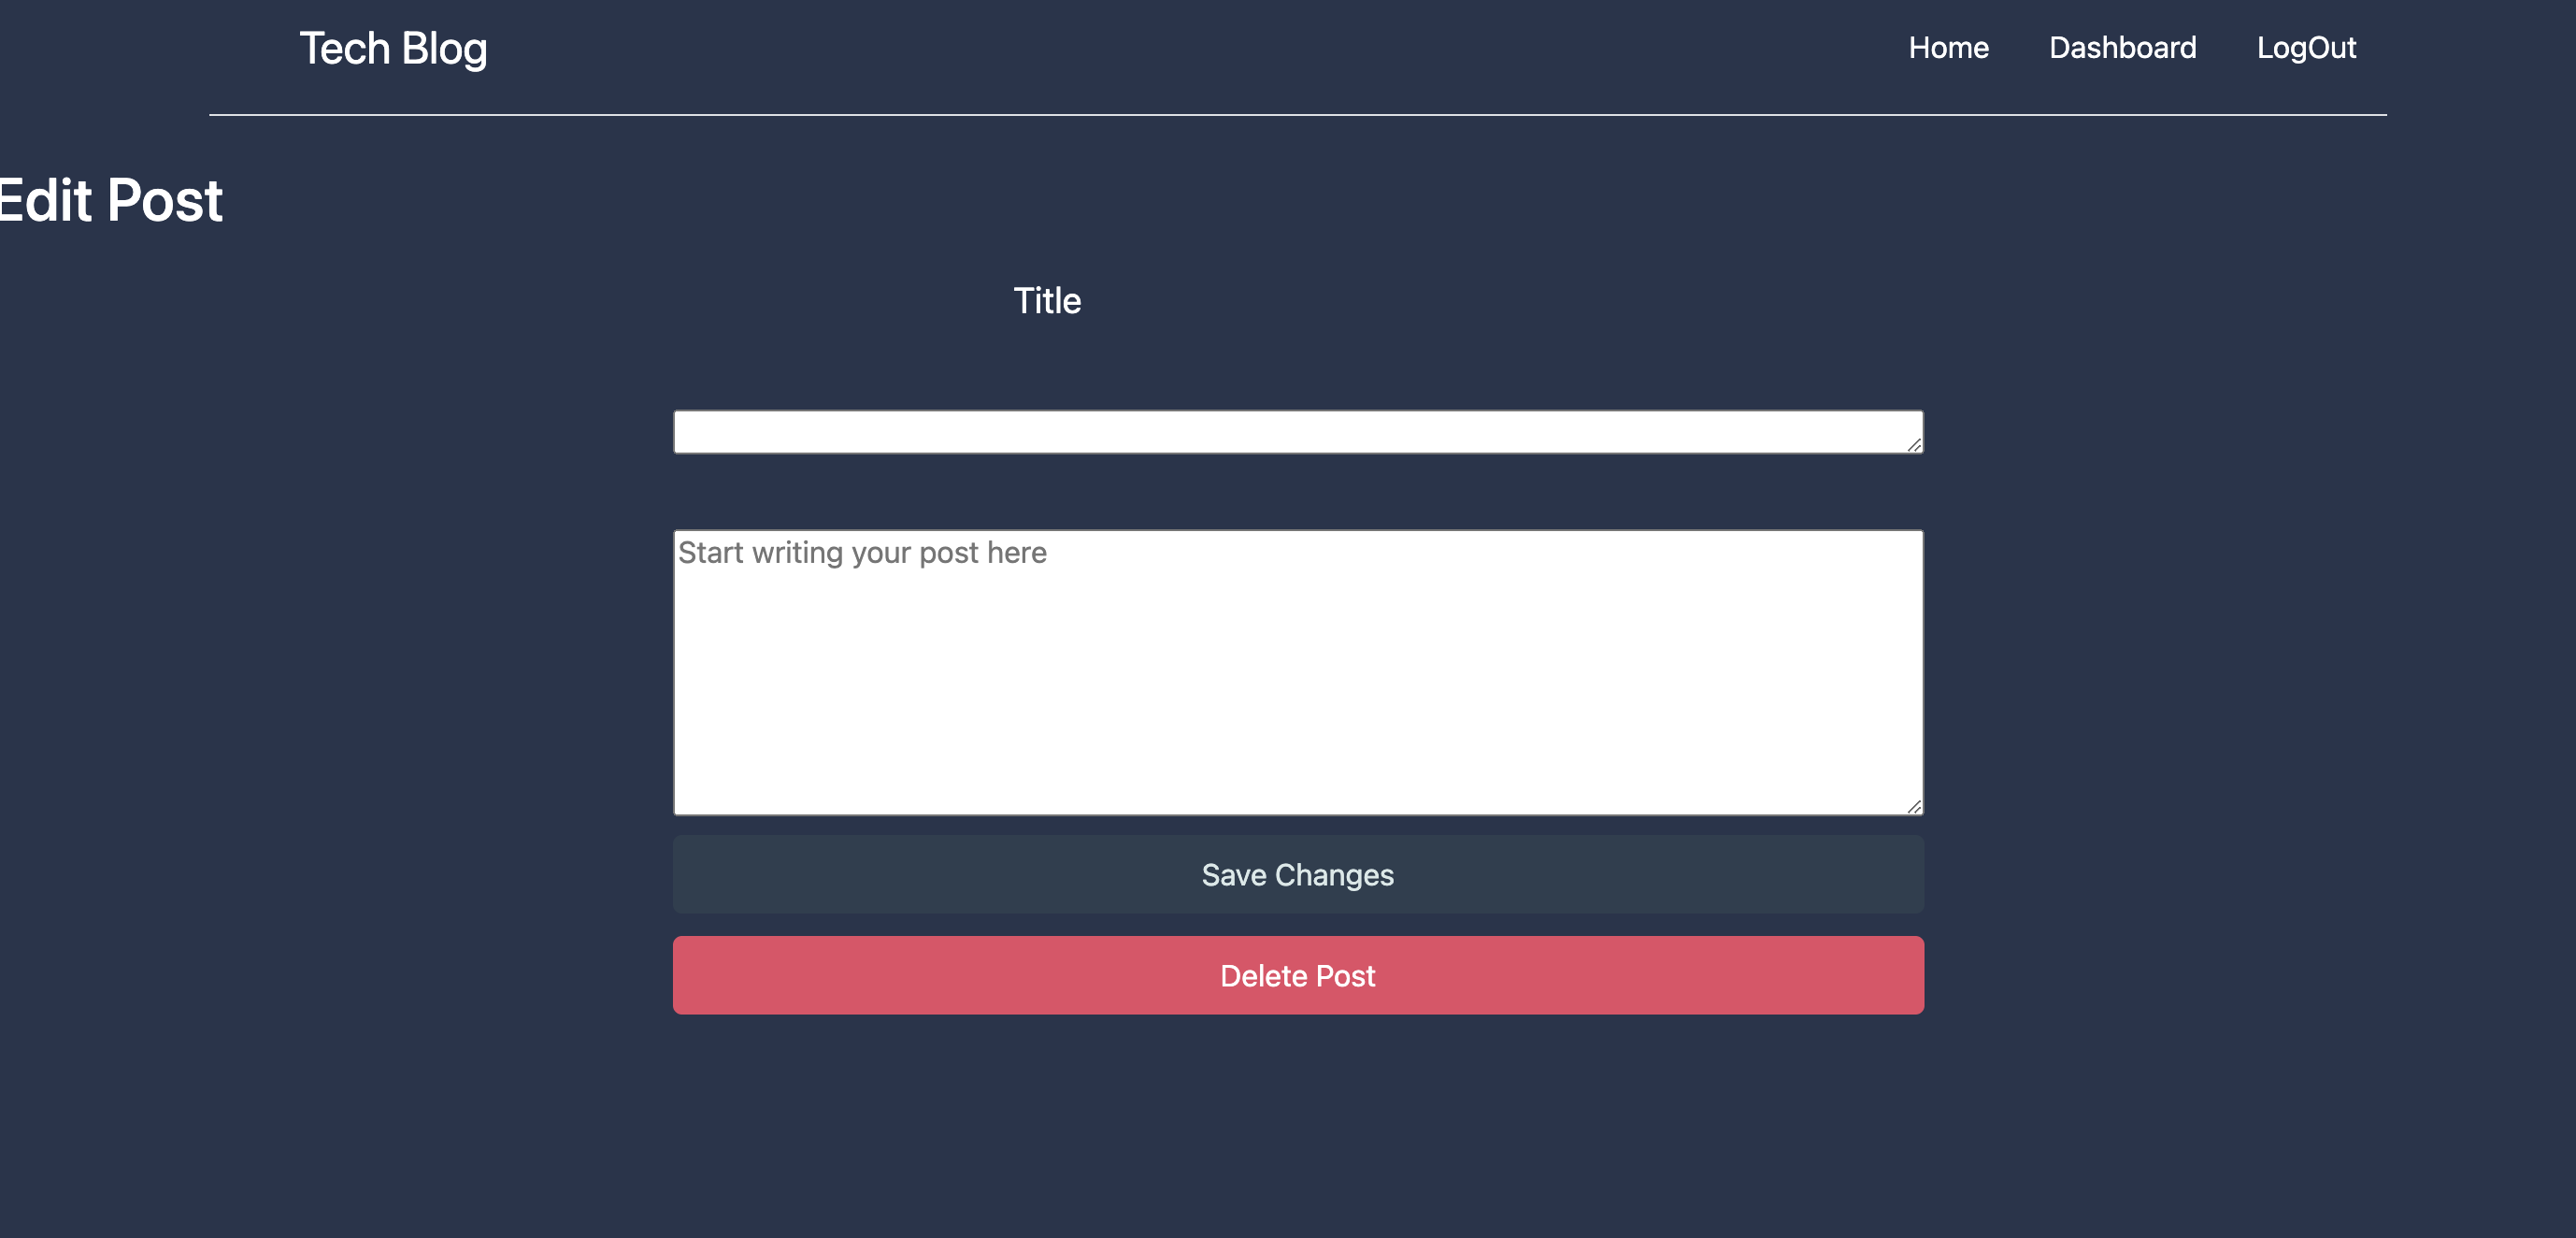 Tech Blog
Home Dashboard LogOut
Edit Post
Title
Start writing your post here
Save Changes
Delete Post